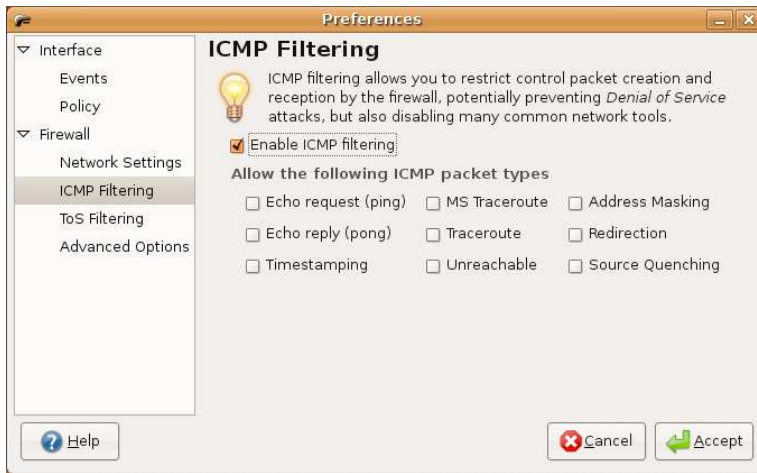 Preferences
Interface
Events
Policy
Firewall
Network Settings
ICMP Filtering
ToS Filtering
Advanced Options
ICMP Filtering
ICMP filtering allows you to restrict control packet creation and
reception by the firewall, potentially preventing Denial of Service
attacks, but also disabling many common network tools.
Enable ICMP filtering
Allow the following ICMP packet types
Echo request (ping) MS Traceroute Address Masking
Echo reply (pong) Traceroute Redirection
Timestamping Unreachable Source Quenching
Help Cancel Accept